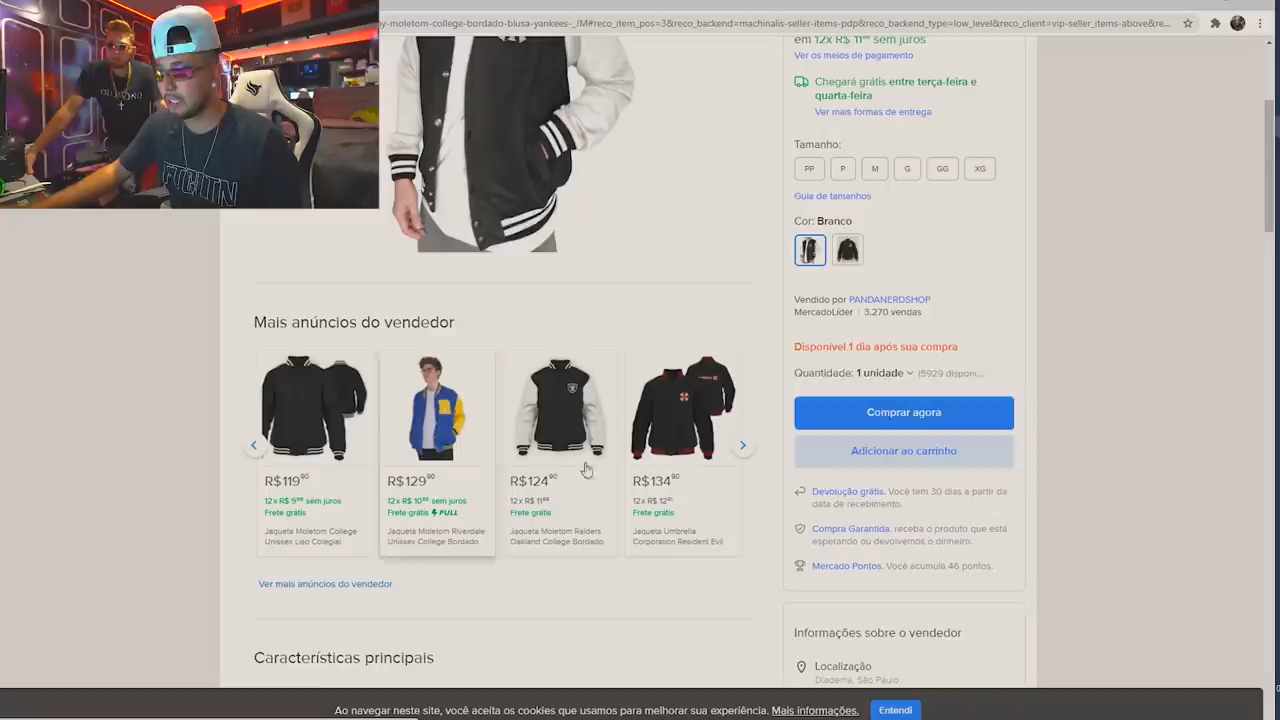 by-moletom-college-bordado-blusa-yankees-_JM#reco_item_pos=3&reco_backend=machinalis-seller-items-pdp&reco_backend_type=low_level&reco_client=vip-seller_items-above&re...
em 12x R$ 11⁶⁶ sem juros
Ver os meios de pagamento
Chegará grátis entre terça-feira e
quarta-feira
Ver mais formas de entrega
Tamanho:
PP P M G GG XG
Guia de tamanhos
Cor: Branco
Vendido por PANDANERDSHOP
MercadoLíder | 3.270 vendas
Disponível 1 dia após sua compra
Quantidade: 1 unidade (5929 disponi...
Comprar agora
Adicionar ao carrinho
Devolução grátis. Você tem 30 dias a partir da
data de recebimento.
Compra Garantida, receba o produto que está
esperando ou devolvemos o dinheiro.
Mercado Pontos. Você acumula 46 pontos.
Mais anúncios do vendedor
R$119⁹⁰ R$129⁹⁰ R$124⁹⁰ R$134⁹⁰
12x R$ 9⁹⁹ sem juros 12x R$ 10⁸³ sem juros 12x R$ 11⁹⁸ 12x R$ 12⁹¹
Frete grátis Frete grátis FULL Frete grátis Frete grátis
Jaqueta Moletom College Jaqueta Moletom Riverdale Jaqueta Moletom Raiders Jaqueta Umbrella
Unissex Liso Colegial Unissex College Bordado Oakland College Bordado Corporation Resident Evil
Ver mais anúncios do vendedor
Características principais
Informações sobre o vendedor
Localização
Diadema, São Paulo
Ao navegar neste site, você aceita os cookies que usamos para melhorar sua experiência. Mais informações. Entendi